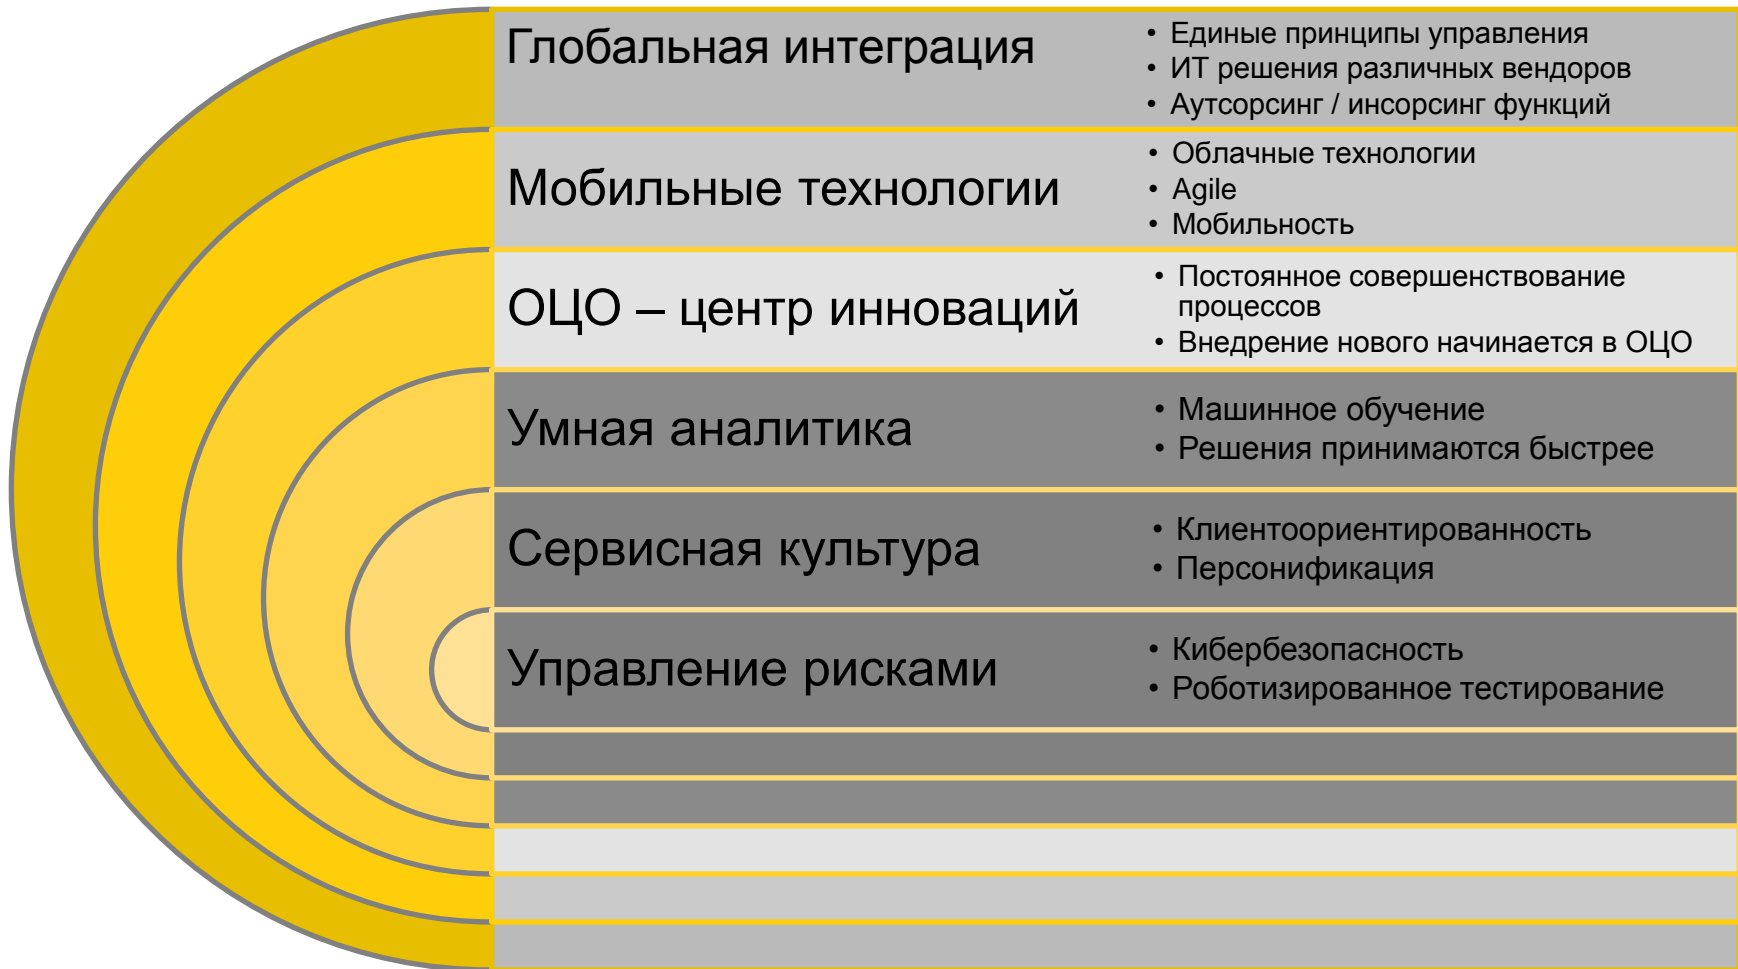 Глобальная интеграция
• Единые принципы управления
• ИТ решения различных вендоров
• Аутсорсинг / инсорсинг функций
Мобильные технологии
• Облачные технологии
• Agile
• Мобильность
ОЦО – центр инноваций
• Постоянное совершенствование
процессов
• Внедрение нового начинается в ОЦО
Умная аналитика
• Машинное обучение
• Решения принимаются быстрее
Сервисная культура
• Клиентоориентированность
• Персонификация
Управление рисками
• Кибербезопасность
• Роботизированное тестирование